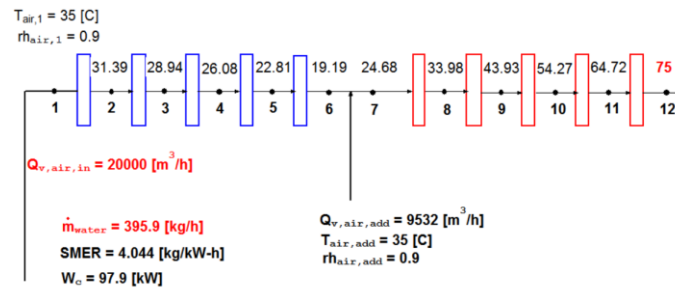 T_air,1 = 35 [C]
rh_air,1 = 0.9
31.39 28.94 26.08 22.81 19.19 24.68 33.98 43.93 54.27 64.72 75
1 2 3 4 5 6 7 8 9 10 11 12
Q_v,air,in = 20000 [m³/h]
ṁ_water = 395.9 [kg/h]
SMER = 4.044 [kg/kW-h]
W_c = 97.9 [kW]
Q_v,air,add = 9532 [m³/h]
T_air,add = 35 [C]
rh_air,add = 0.9